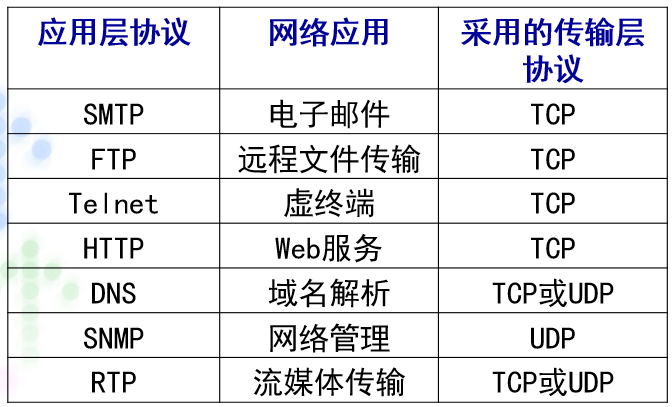 应用层协议 网络应用 采用的传输层
协议
SMTP 电子邮件 TCP
FTP 远程文件传输 TCP
Telnet 虚终端 TCP
HTTP Web服务 TCP
DNS 域名解析 TCP或UDP
SNMP 网络管理 UDP
RTP 流媒体传输 TCP或UDP